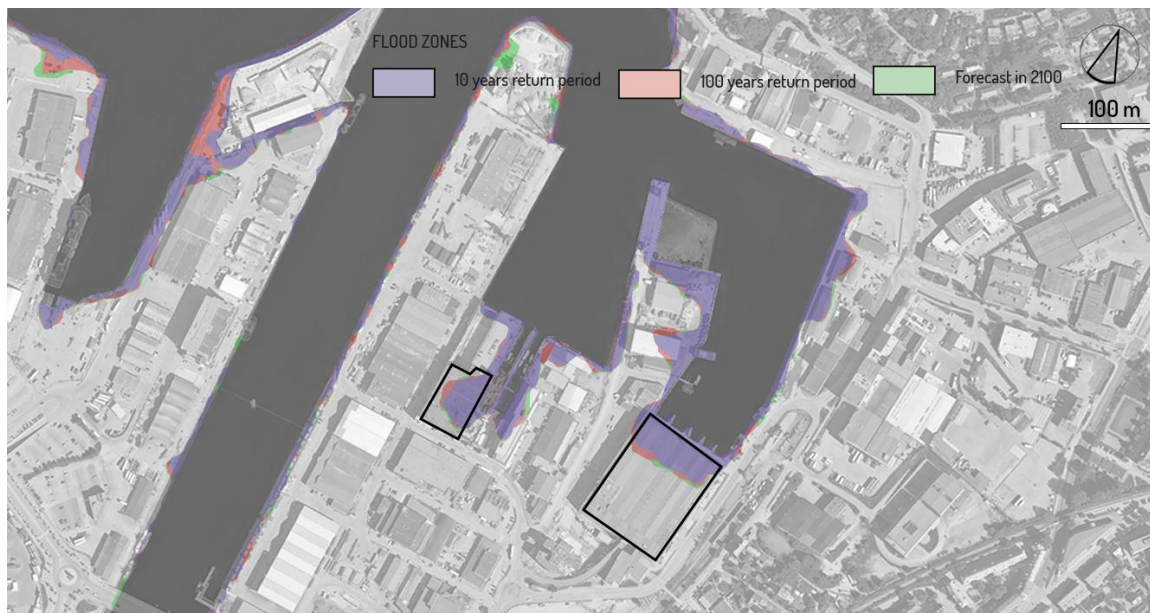 FLOOD ZONES
10 years return period
100 years return period
Forecast in 2100
100 m